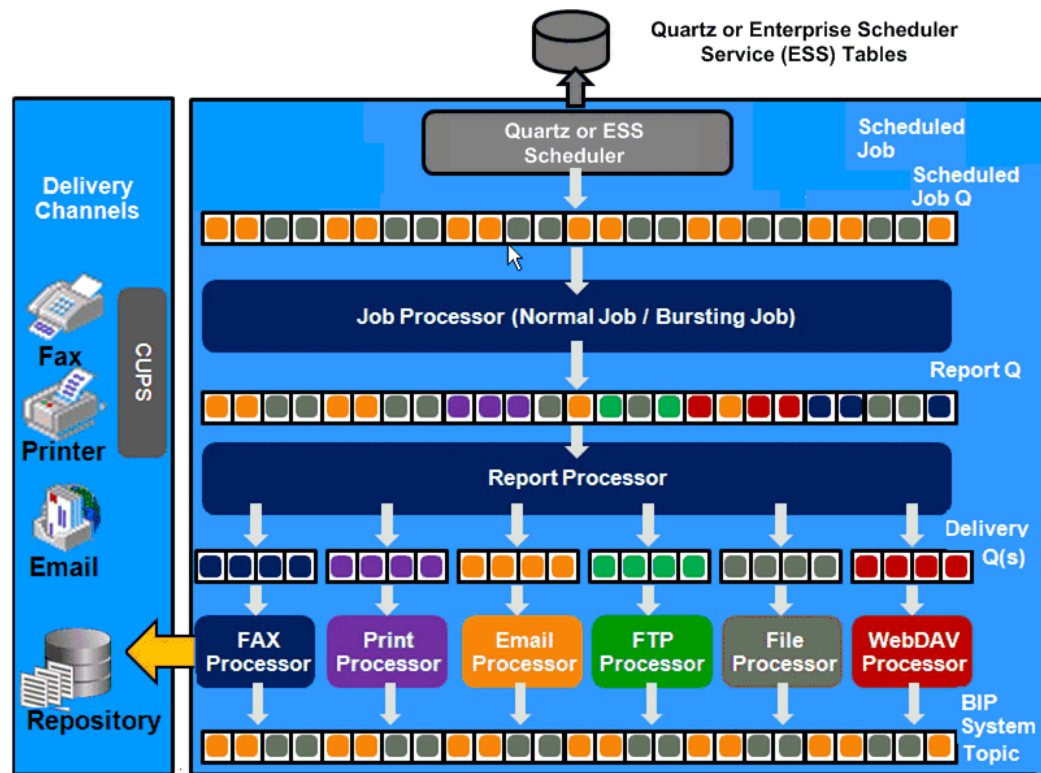 Quartz or Enterprise Scheduler
Service (ESS) Tables
Quartz or ESS
Scheduler
Scheduled
Job
Scheduled
Job Q
Delivery
Channels
Fax
CUPS
Printer
Email
Repository
Job Processor (Normal Job / Bursting Job)
Report Q
Report Processor
Delivery
Q(s)
FAX
Processor
Print
Processor
Email
Processor
FTP
Processor
File
Processor
WebDAV
Processor
BIP
System
Topic